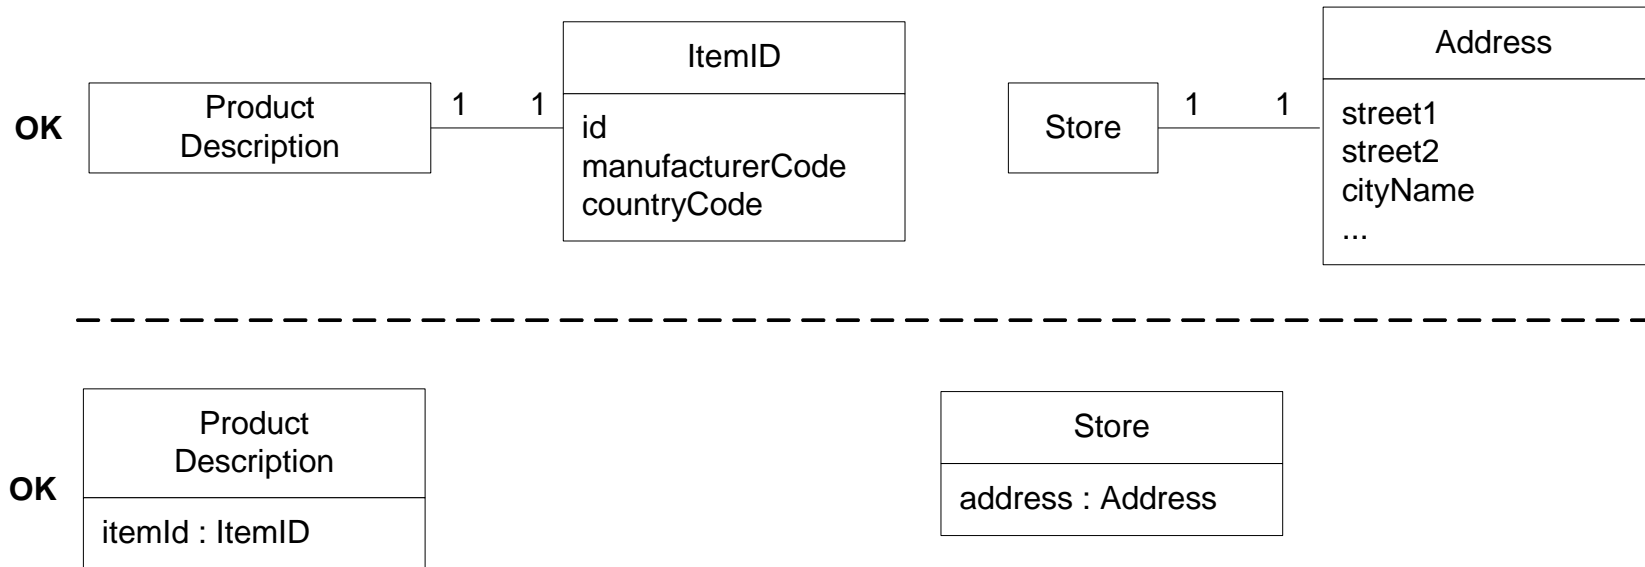 OK
Product
Description
1 1
ItemID
id
manufacturerCode
countryCode
Store
1 1
Address
street1
street2
cityName
...
OK
Product
Description
itemId : ItemID
Store
address : Address